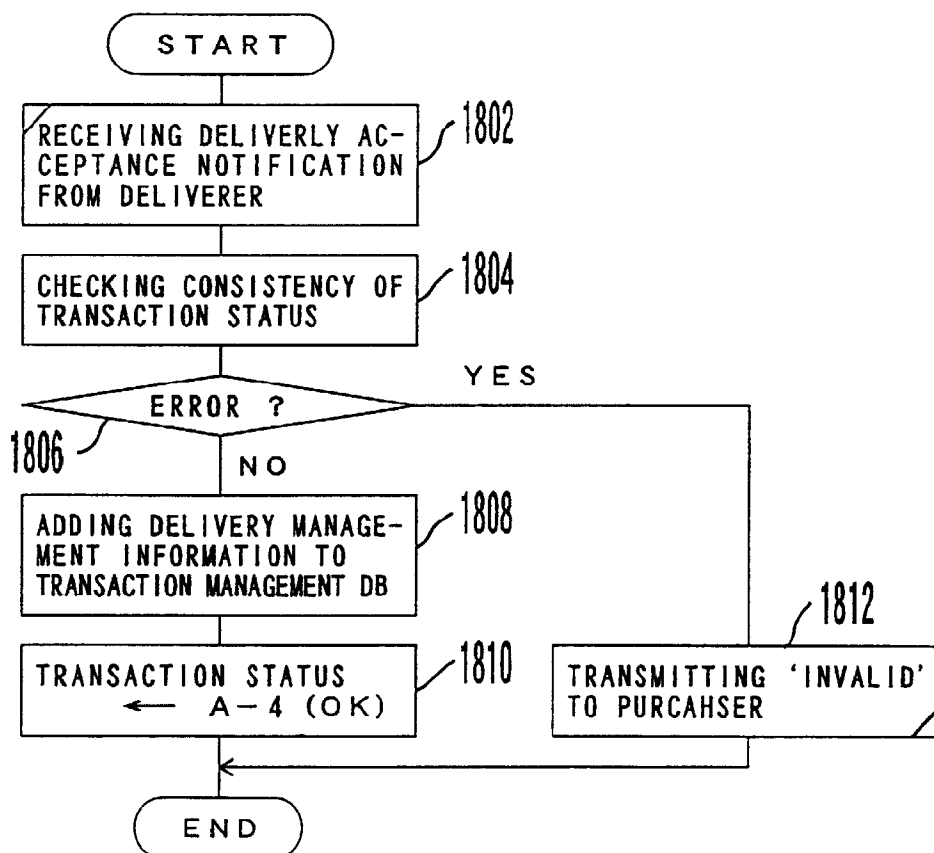 START
RECEIVING DELIVERLY AC-
CEPTANCE NOTIFICATION
FROM DELIVERER
1802
CHECKING CONSISTENCY OF
TRANSACTION STATUS
1804
ERROR ?
YES
1806
NO
ADDING DELIVERY MANAGE-
MENT INFORMATION TO
TRANSACTION MANAGEMENT DB
1808
TRANSACTION STATUS
← A-4 (OK)
1810
TRANSMITTING 'INVALID'
TO PURCAHSER
1812
END